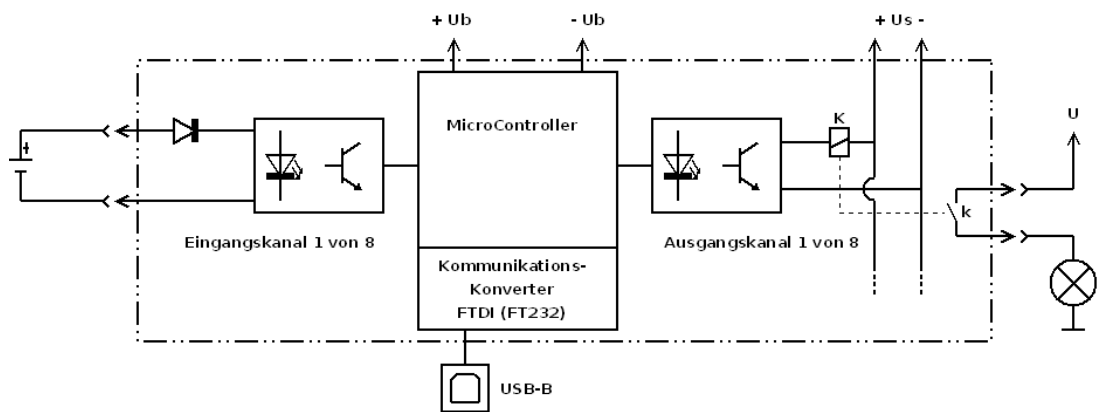 + Ub
- Ub
+ Us -
MicroController
K
U
+
k
Eingangskanal 1 von 8
Ausgangskanal 1 von 8
Kommunikations-
Konverter
FTDI (FT232)
USB-B